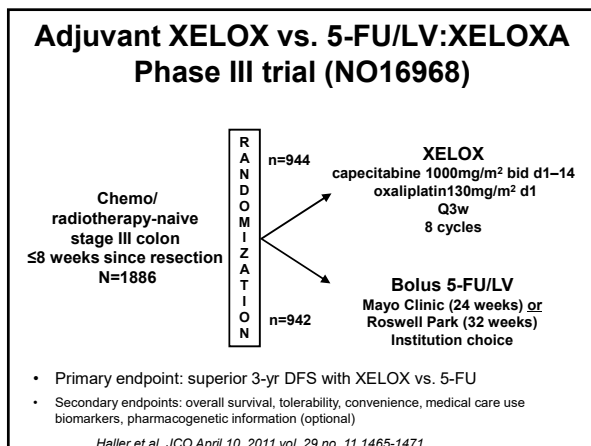 Adjuvant XELOX vs. 5-FU/LV:XELOXA
Phase III trial (NO16968)
Chemo/
radiotherapy-naive
stage III colon
≤8 weeks since resection
N=1886
R
A
N
D
O
M
I
Z
A
T
I
O
N
n=944
n=942
XELOX
capecitabine 1000mg/m² bid d1–14
oxaliplatin130mg/m² d1
Q3w
8 cycles
Bolus 5-FU/LV
Mayo Clinic (24 weeks) or
Roswell Park (32 weeks)
Institution choice
• Primary endpoint: superior 3-yr DFS with XELOX vs. 5-FU
• Secondary endpoints: overall survival, tolerability, convenience, medical care use
biomarkers, pharmacogenetic information (optional)
Haller et al, JCO April 10, 2011 vol. 29 no. 11 1465-1471